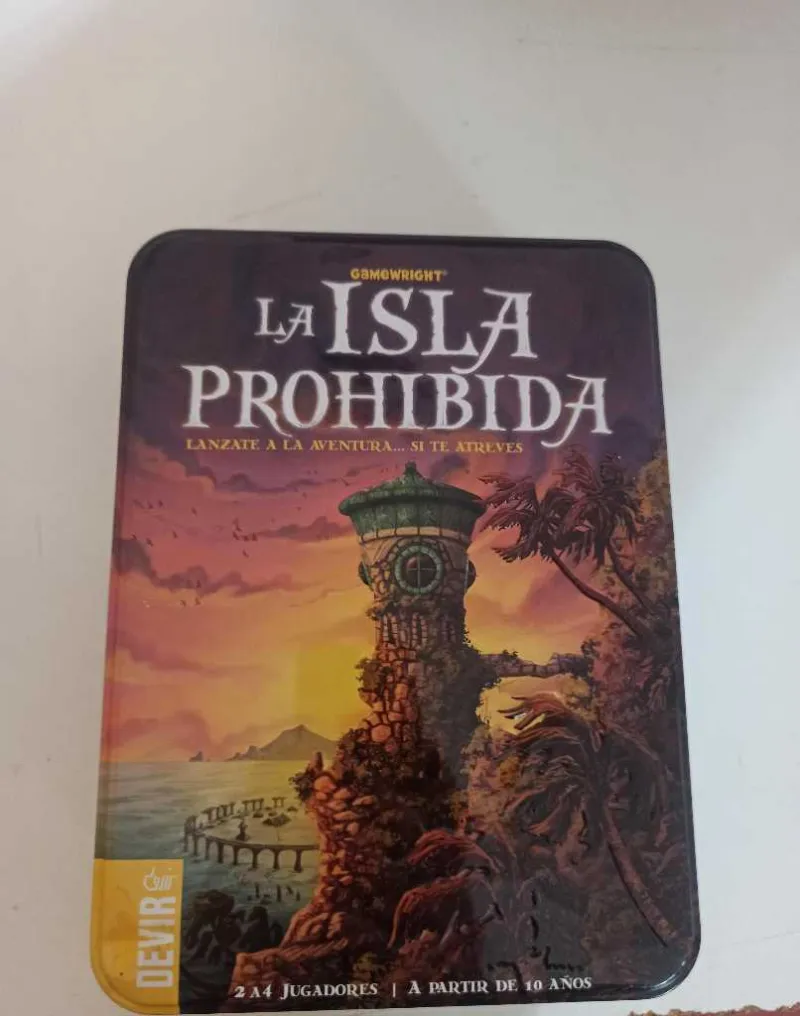 GAMEWRIGHT®
LA ISLA
PROHIBIDA
LANZATE A LA AVENTURA... SI TE ATREVES
DEVIR
2 A 4 JUGADORES | A PARTIR DE 10 AÑOS